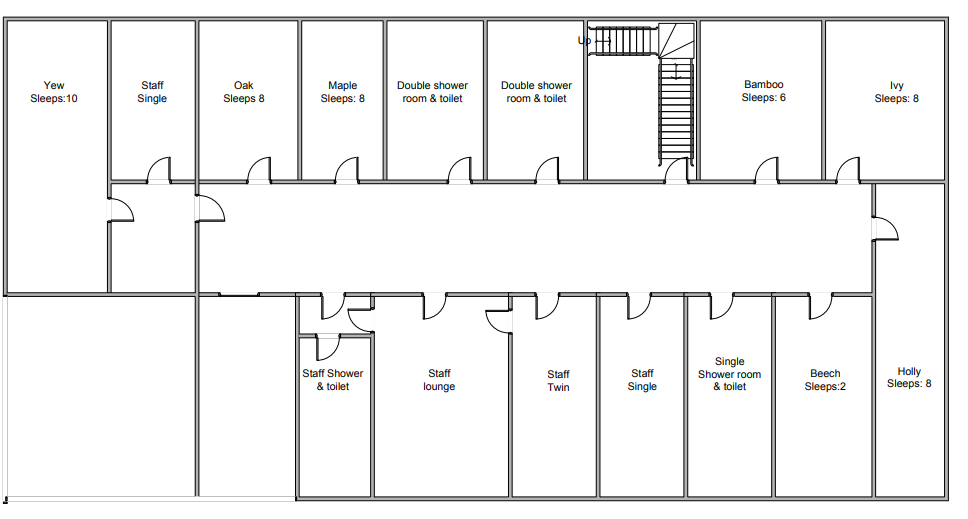 Up
Yew
Sleeps:10
Staff
Single
Oak
Sleeps 8
Maple
Sleeps: 8
Double shower
room & toilet
Double shower
room & toilet
Bamboo
Sleeps: 6
Ivy
Sleeps: 8
Staff Shower
& toilet
Staff
lounge
Staff
Twin
Staff
Single
Single
Shower room
& toilet
Beech
Sleeps:2
Holly
Sleeps: 8